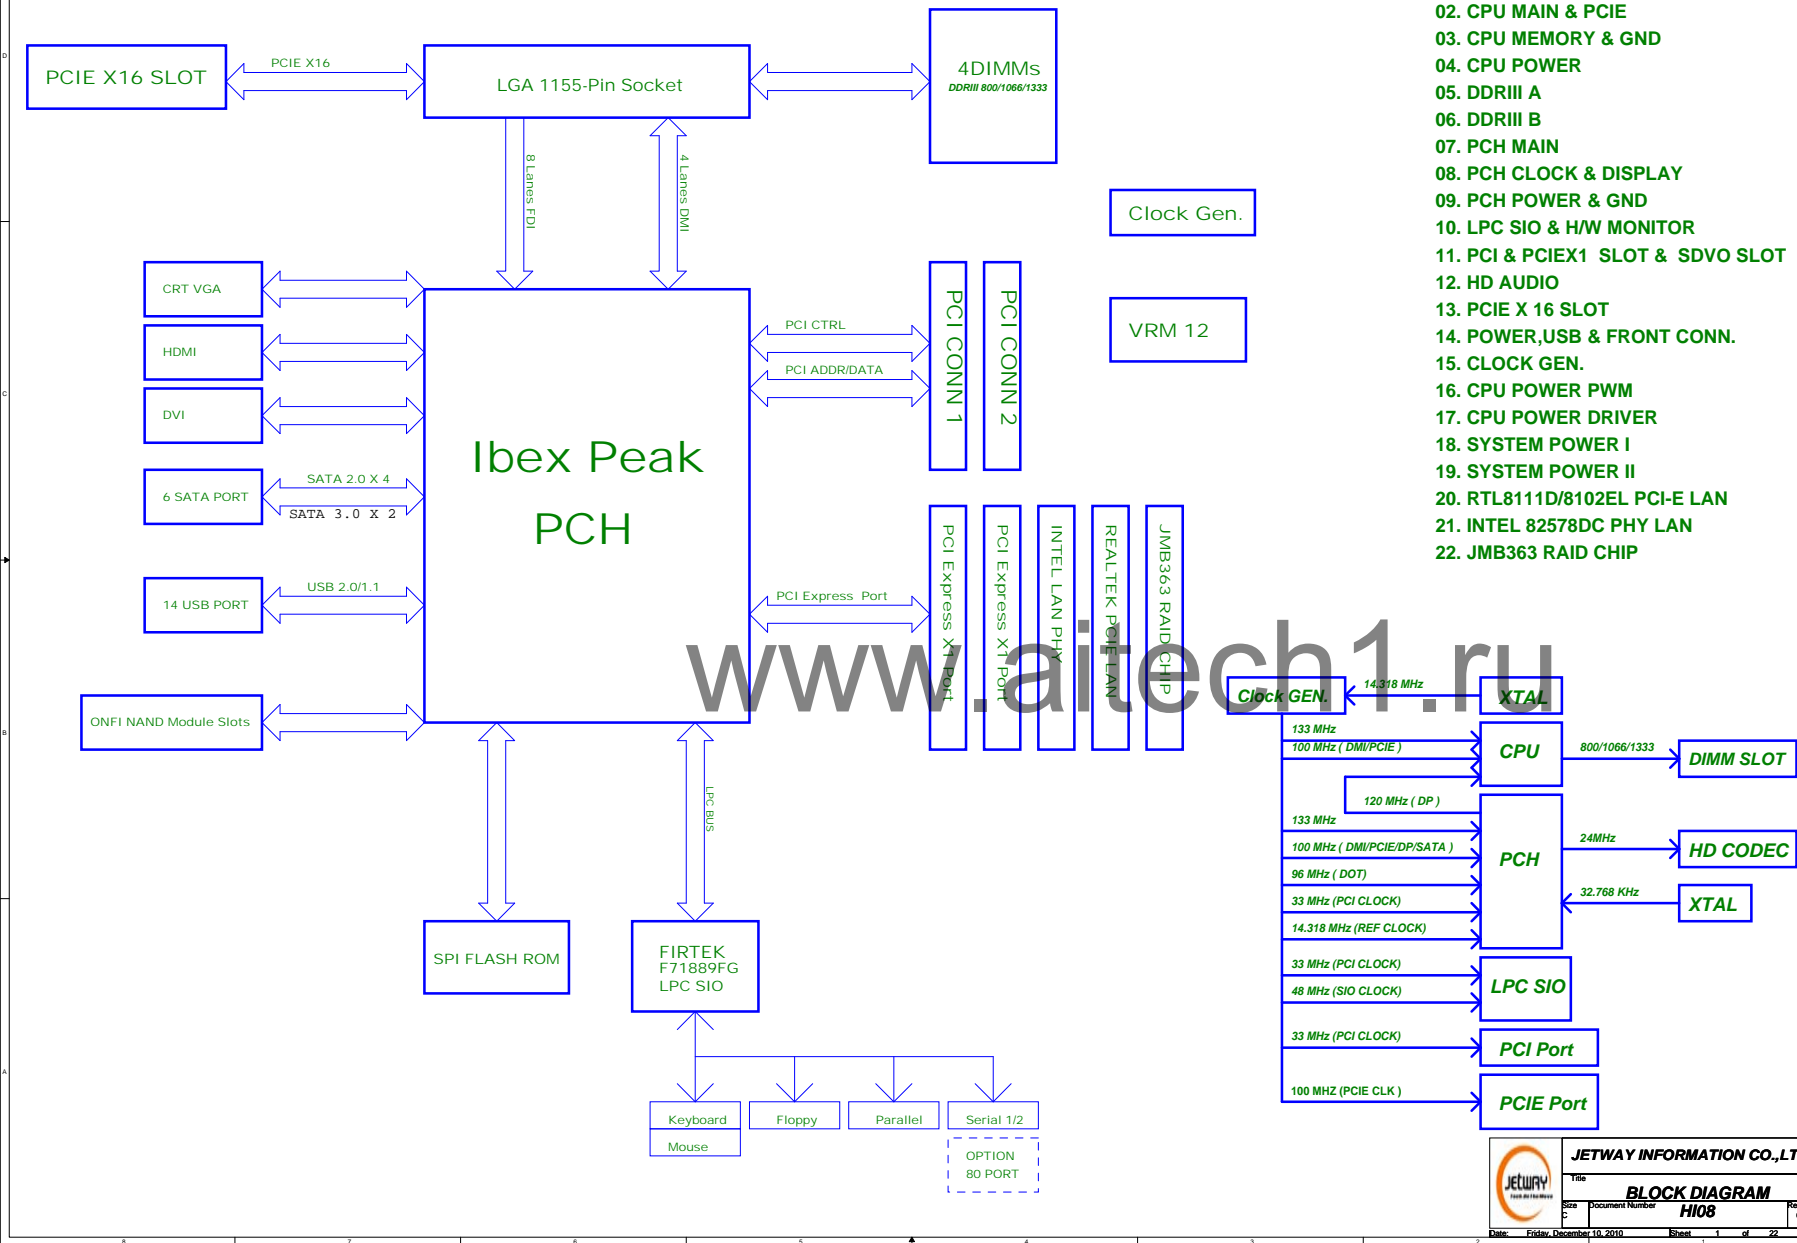 02. CPU MAIN & PCIE
03. CPU MEMORY & GND
04. CPU POWER
05. DDRIII A
06. DDRIII B
07. PCH MAIN
08. PCH CLOCK & DISPLAY
09. PCH POWER & GND
10. LPC SIO & H/W MONITOR
11. PCI & PCIEX1 SLOT & SDVO SLOT
12. HD AUDIO
13. PCIE X 16 SLOT
14. POWER,USB & FRONT CONN.
15. CLOCK GEN.
16. CPU POWER PWM
17. CPU POWER DRIVER
18. SYSTEM POWER I
19. SYSTEM POWER II
20. RTL8111D/8102EL PCI-E LAN
21. INTEL 82578DC PHY LAN
22. JMB363 RAID CHIP
PCIE X16 SLOT
PCIE X16
LGA 1155-Pin Socket
4DIMMs
DDRIII 800/1066/1333
8 Lanes FDI
4 Lanes DMI
Clock Gen.
VRM 12
CRT VGA
HDMI
DVI
6 SATA PORT
SATA 2.0 X 4
SATA 3.0 X 2
14 USB PORT
USB 2.0/1.1
ONFI NAND Module Slots
Ibex Peak
PCH
PCI CTRL
PCI ADDR/DATA
PCI CONN 1
PCI CONN 2
PCI Express Port
PCI Express X1 Port
PCI Express X1 Port
INTEL LAN PHY
REALTEK PCIE LAN
JMB363 RAID CHIP
www.aitech1.ru
LPC BUS
SPI FLASH ROM
FIRTEK
F71889FG
LPC SIO
Keyboard
Mouse
Floppy
Parallel
Serial 1/2
OPTION
80 PORT
Clock GEN.
14.318 MHz
XTAL
133 MHz
100 MHz ( DMI/PCIE )
CPU
800/1066/1333
DIMM SLOT
120 MHz ( DP )
133 MHz
100 MHz ( DMI/PCIE/DP/SATA )
96 MHz ( DOT)
33 MHz (PCI CLOCK)
14.318 MHz (REF CLOCK)
PCH
24MHz
HD CODEC
32.768 KHz
XTAL
33 MHz (PCI CLOCK)
48 MHz (SIO CLOCK)
LPC SIO
33 MHz (PCI CLOCK)
PCI Port
100 MHZ (PCIE CLK )
PCIE Port
JETWAY
JETWAY INFORMATION CO.,LT
Title
BLOCK DIAGRAM
Size
C
Document Number
HI08
Re
Date: Friday, December 10, 2010
Sheet 1 of 22
D
C
B
A
8 7 6 5 4 3 2 1